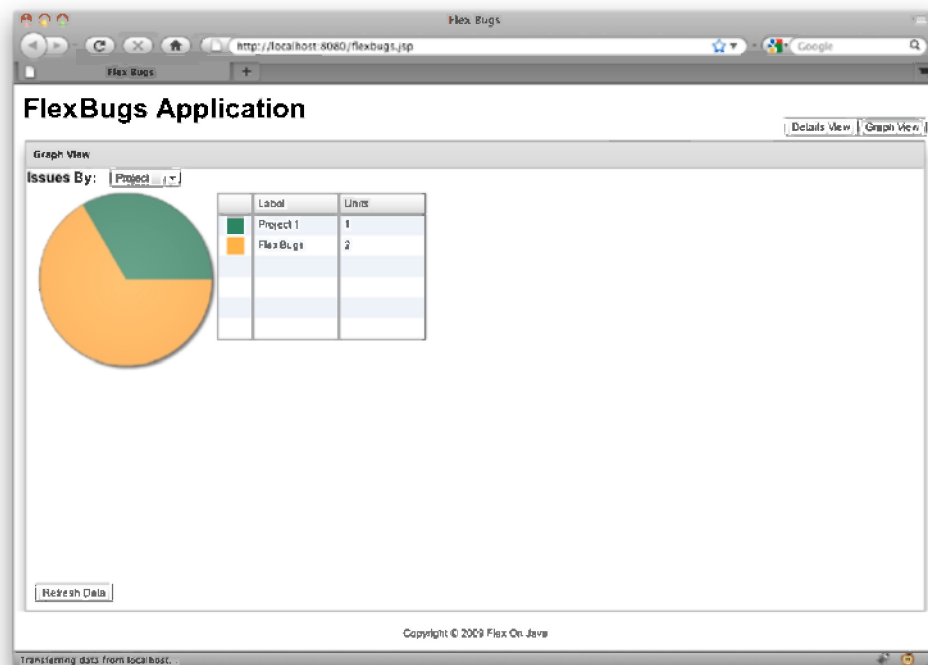 Flex Bugs
http://localhost:8080/flexbugs.jsp
Google
Flex Bugs
FlexBugs Application
Details View Graph View
Graph View
Issues By: Project
Label Units
Project 1 1
FlexBugs 2
Refresh Data
Copyright © 2009 Flex On Java
Transferring data from localhost...